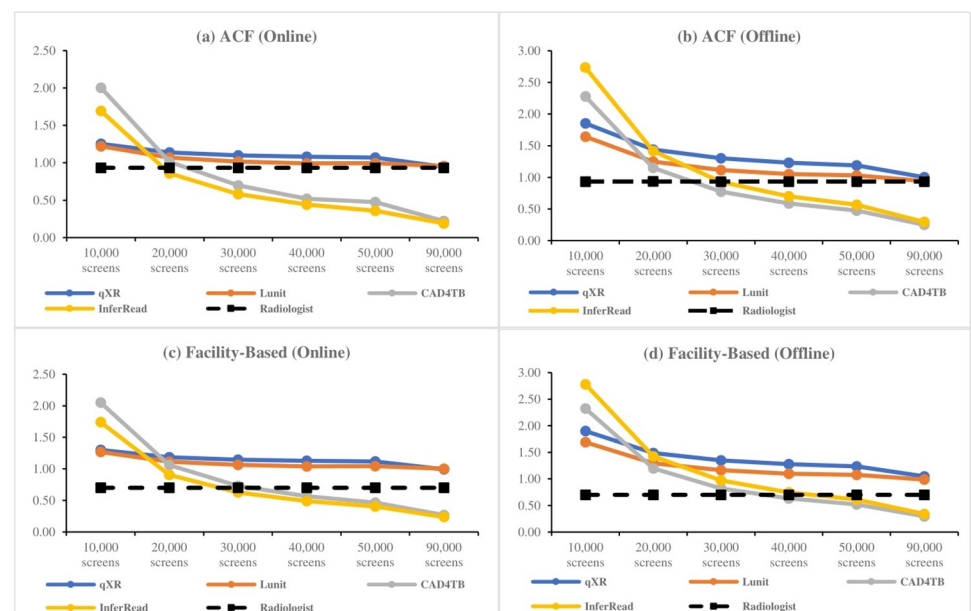 (a) ACF (Online)
2.50
2.00
1.50
1.00
0.50
0.00
10,000 20,000 30,000 40,000 50,000 90,000
screens screens screens screens screens screens
qXR Lunit CAD4TB
InferRead Radiologist
(b) ACF (Offline)
3.00
2.50
2.00
1.50
1.00
0.50
0.00
10,000 20,000 30,000 40,000 50,000 90,000
screens screens screens screens screens screens
qXR Lunit CAD4TB
InferRead Radiologist
(c) Facility-Based (Online)
2.50
2.00
1.50
1.00
0.50
0.00
10,000 20,000 30,000 40,000 50,000 90,000
screens screens screens screens screens screens
qXR Lunit CAD4TB
InferRead Radiologist
(d) Facility-Based (Offline)
3.00
2.50
2.00
1.50
1.00
0.50
0.00
10,000 20,000 30,000 40,000 50,000 90,000
screens screens screens screens screens screens
qXR Lunit CAD4TB
InferRead Radiologist